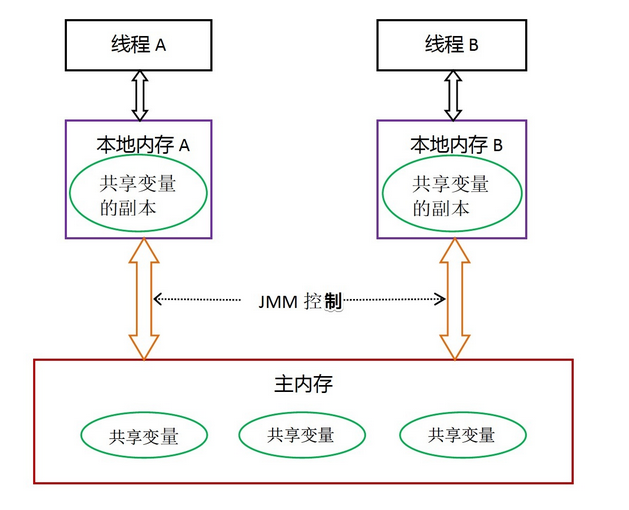 线程 A
线程 B
本地内存 A
共享变量
的副本
本地内存 B
共享变量
的副本
JMM 控制
主内存
共享变量
共享变量
共享变量